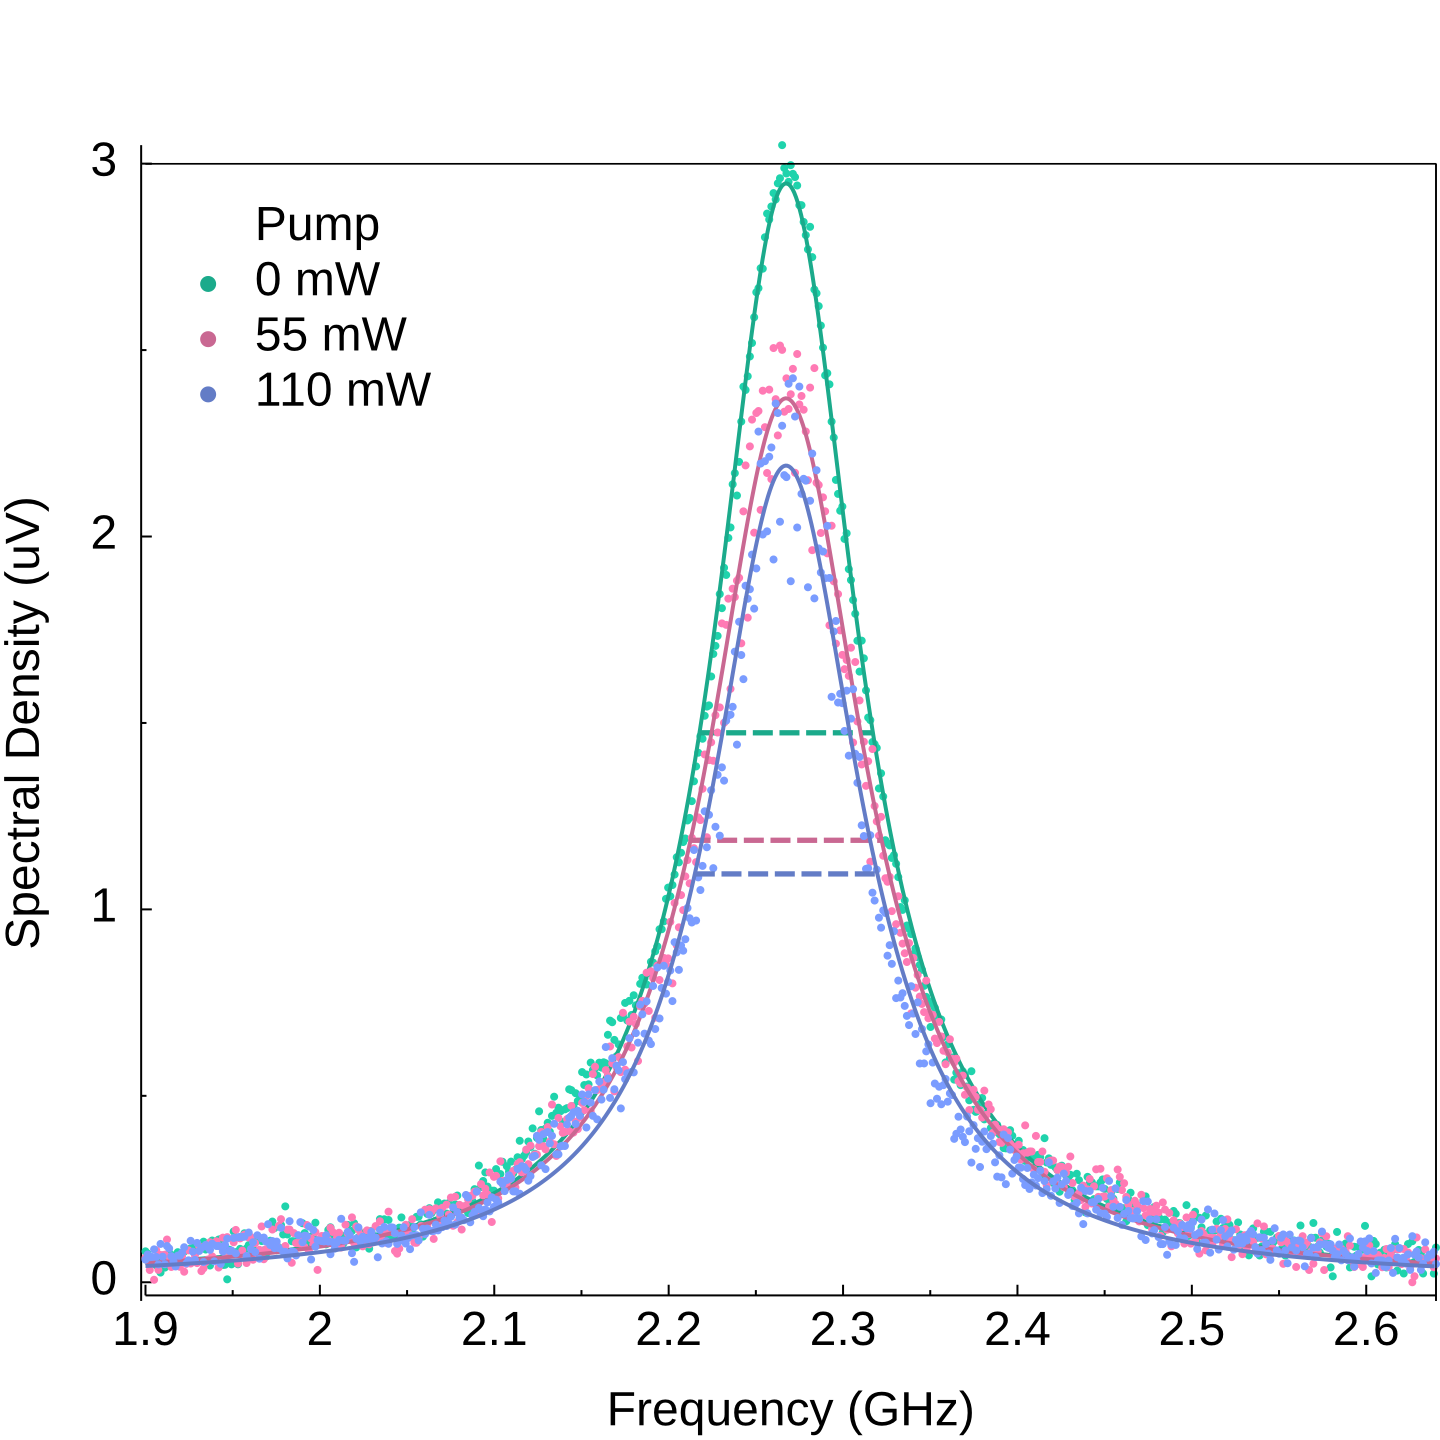 3
Pump
0 mW
55 mW
110 mW
2
1
0
Spectral Density (uV)
1.9 2 2.1 2.2 2.3 2.4 2.5 2.6
Frequency (GHz)